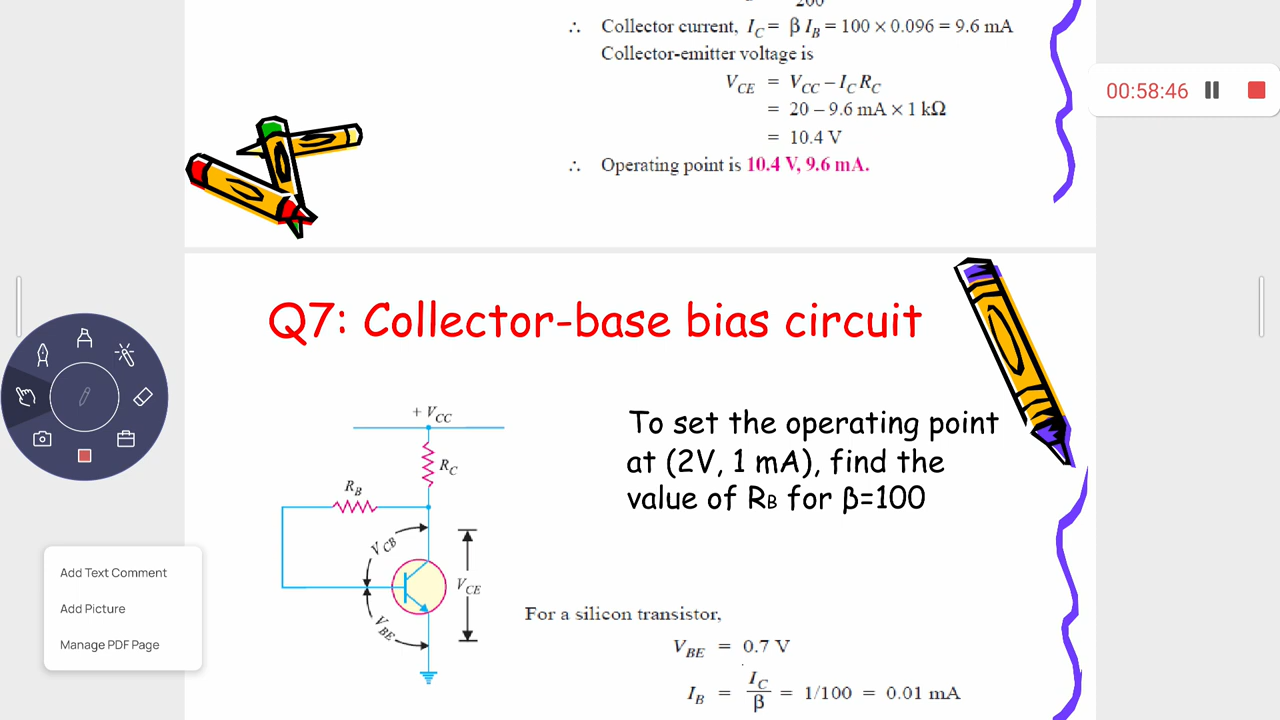 200
∴ Collector current, I_C = β I_B = 100 × 0.096 = 9.6 mA
Collector-emitter voltage is
V_CE = V_CC – I_C R_C
= 20 – 9.6 mA × 1 kΩ
= 10.4 V
∴ Operating point is 10.4 V, 9.6 mA.
00:58:46
Q7: Collector-base bias circuit
+ V_CC
R_C
R_B
V_CB
V_CE
V_BE
To set the operating point
at (2V, 1 mA), find the
value of R_B for β=100
Add Text Comment
Add Picture
Manage PDF Page
For a silicon transistor,
V_BE = 0.7 V
I_B = I_C/β = 1/100 = 0.01 mA